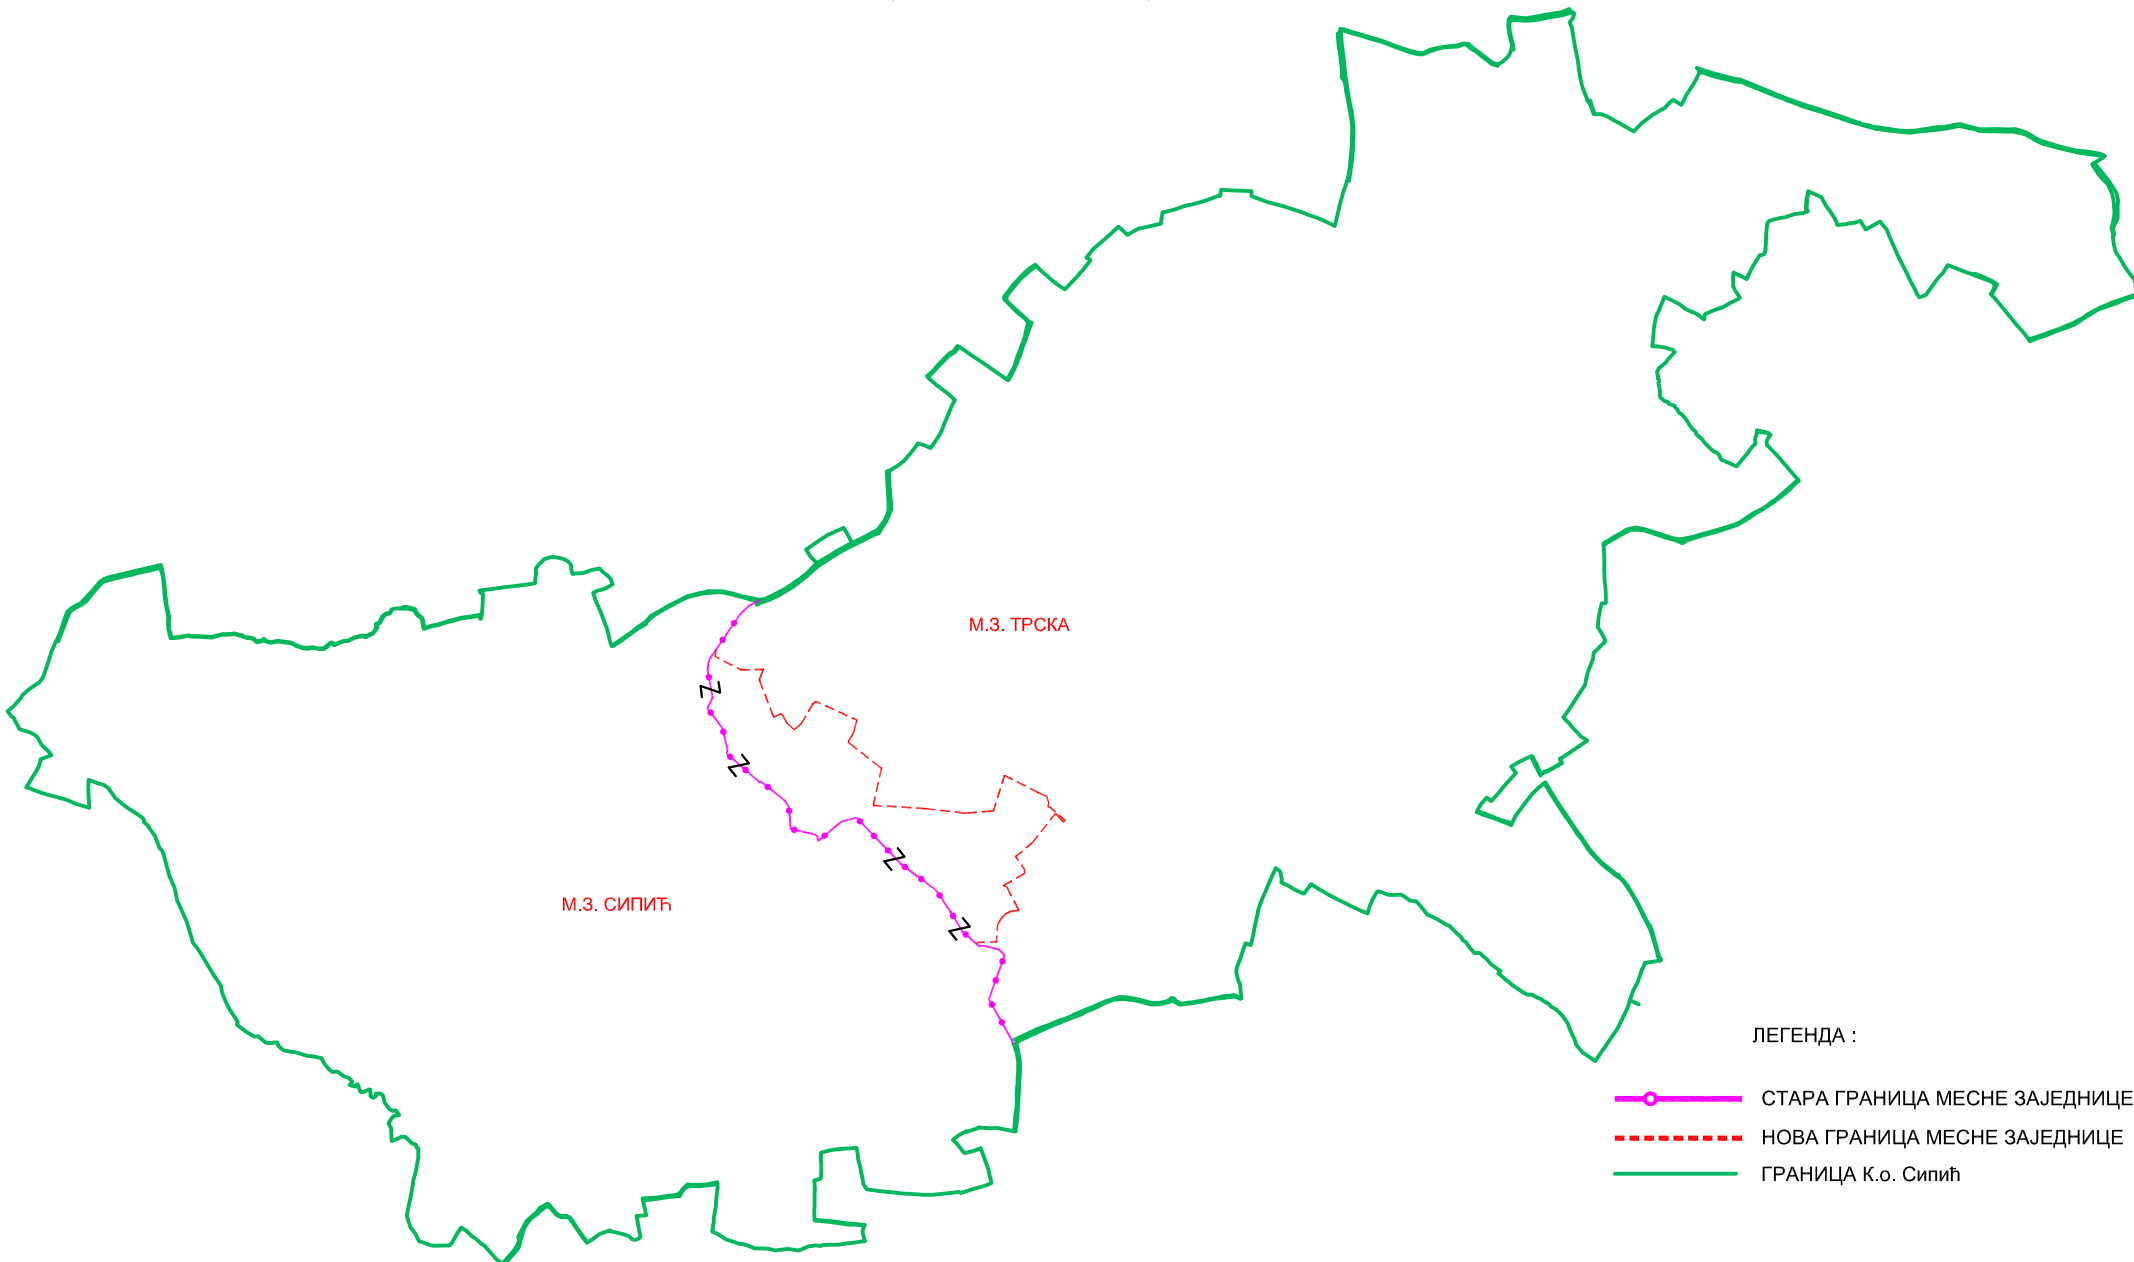 М.З. ТРСКА
М.З. СИПИЋ
ЛЕГЕНДА :
СТАРА ГРАНИЦА МЕСНЕ ЗАЈЕДНИЦЕ
НОВА ГРАНИЦА МЕСНЕ ЗАЈЕДНИЦЕ
ГРАНИЦА К.о. Сипић